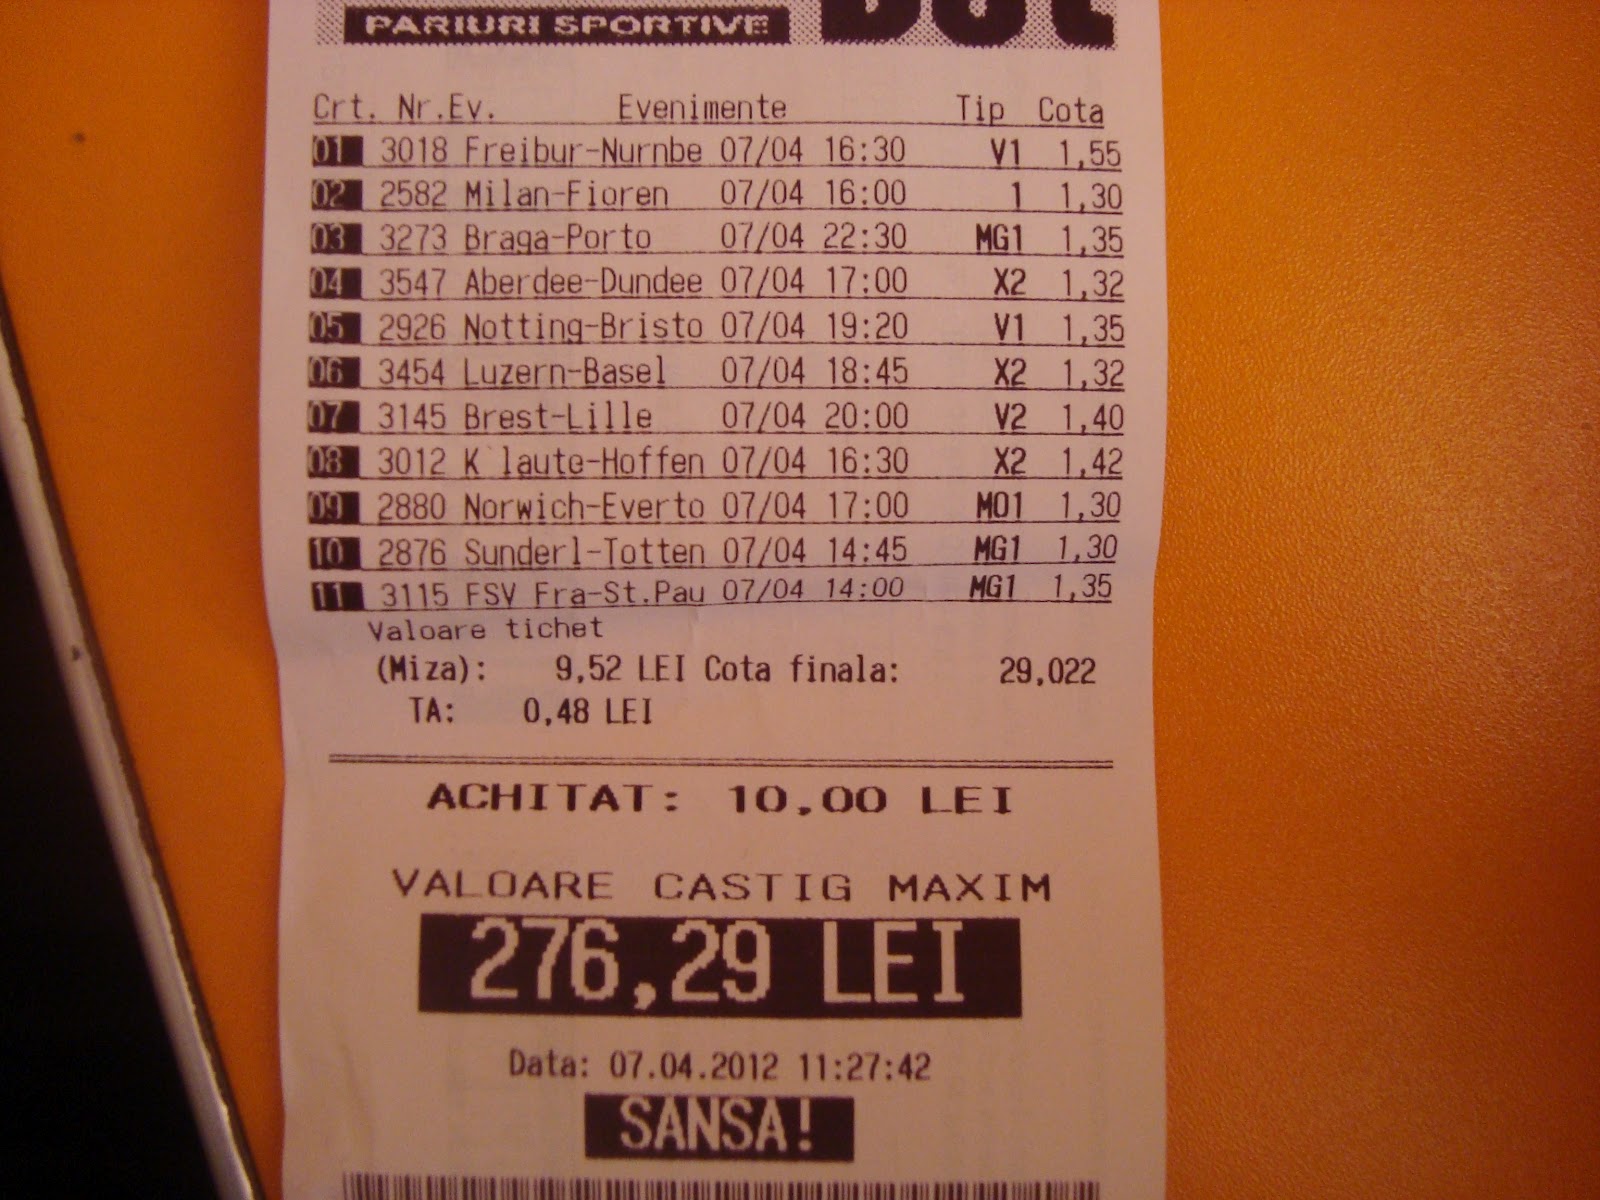 PARIURI SPORTIVE
Crt. Nr.Ev. Evenimente Tip Cota
01 3018 Freibur-Nurnbe 07/04 16:30 V1 1,55
02 2582 Milan-Fioren 07/04 16:00 1 1,30
03 3273 Braga-Porto 07/04 22:30 MG1 1,35
04 3547 Aberdee-Dundee 07/04 17:00 X2 1,32
05 2926 Notting-Bristo 07/04 19:20 V1 1,35
06 3454 Luzern-Basel 07/04 18:45 X2 1,32
07 3145 Brest-Lille 07/04 20:00 V2 1,40
08 3012 K`laute-Hoffen 07/04 16:30 X2 1,42
09 2880 Norwich-Everto 07/04 17:00 MO1 1,30
10 2876 Sunderl-Totten 07/04 14:45 MG1 1,30
11 3115 FSV Fra-St.Pau 07/04 14:00 MG1 1,35
Valoare tichet
(Miza): 9,52 LEI Cota finala: 29,022
TA: 0,48 LEI
ACHITAT: 10,00 LEI
VALOARE CASTIG MAXIM
276,29 LEI
Data: 07.04.2012 11:27:42
SANSA!